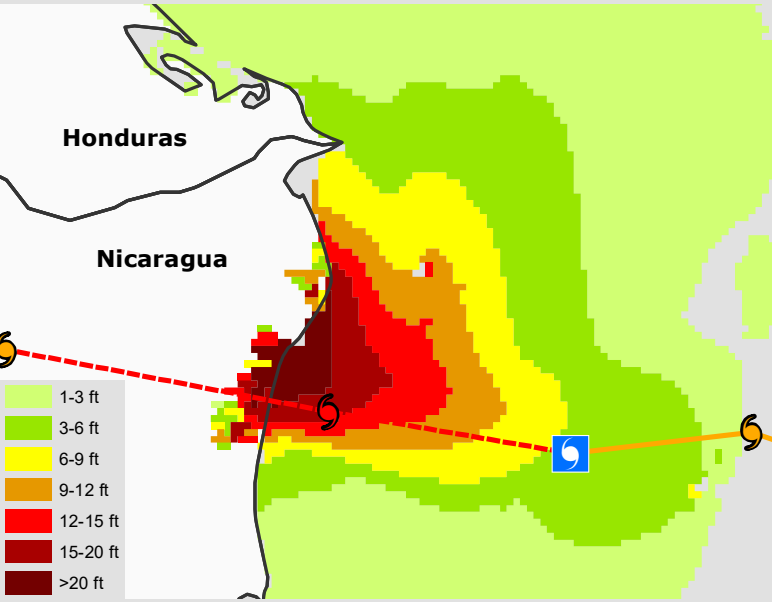 Honduras
Nicaragua
1-3 ft
3-6 ft
6-9 ft
9-12 ft
12-15 ft
15-20 ft
>20 ft